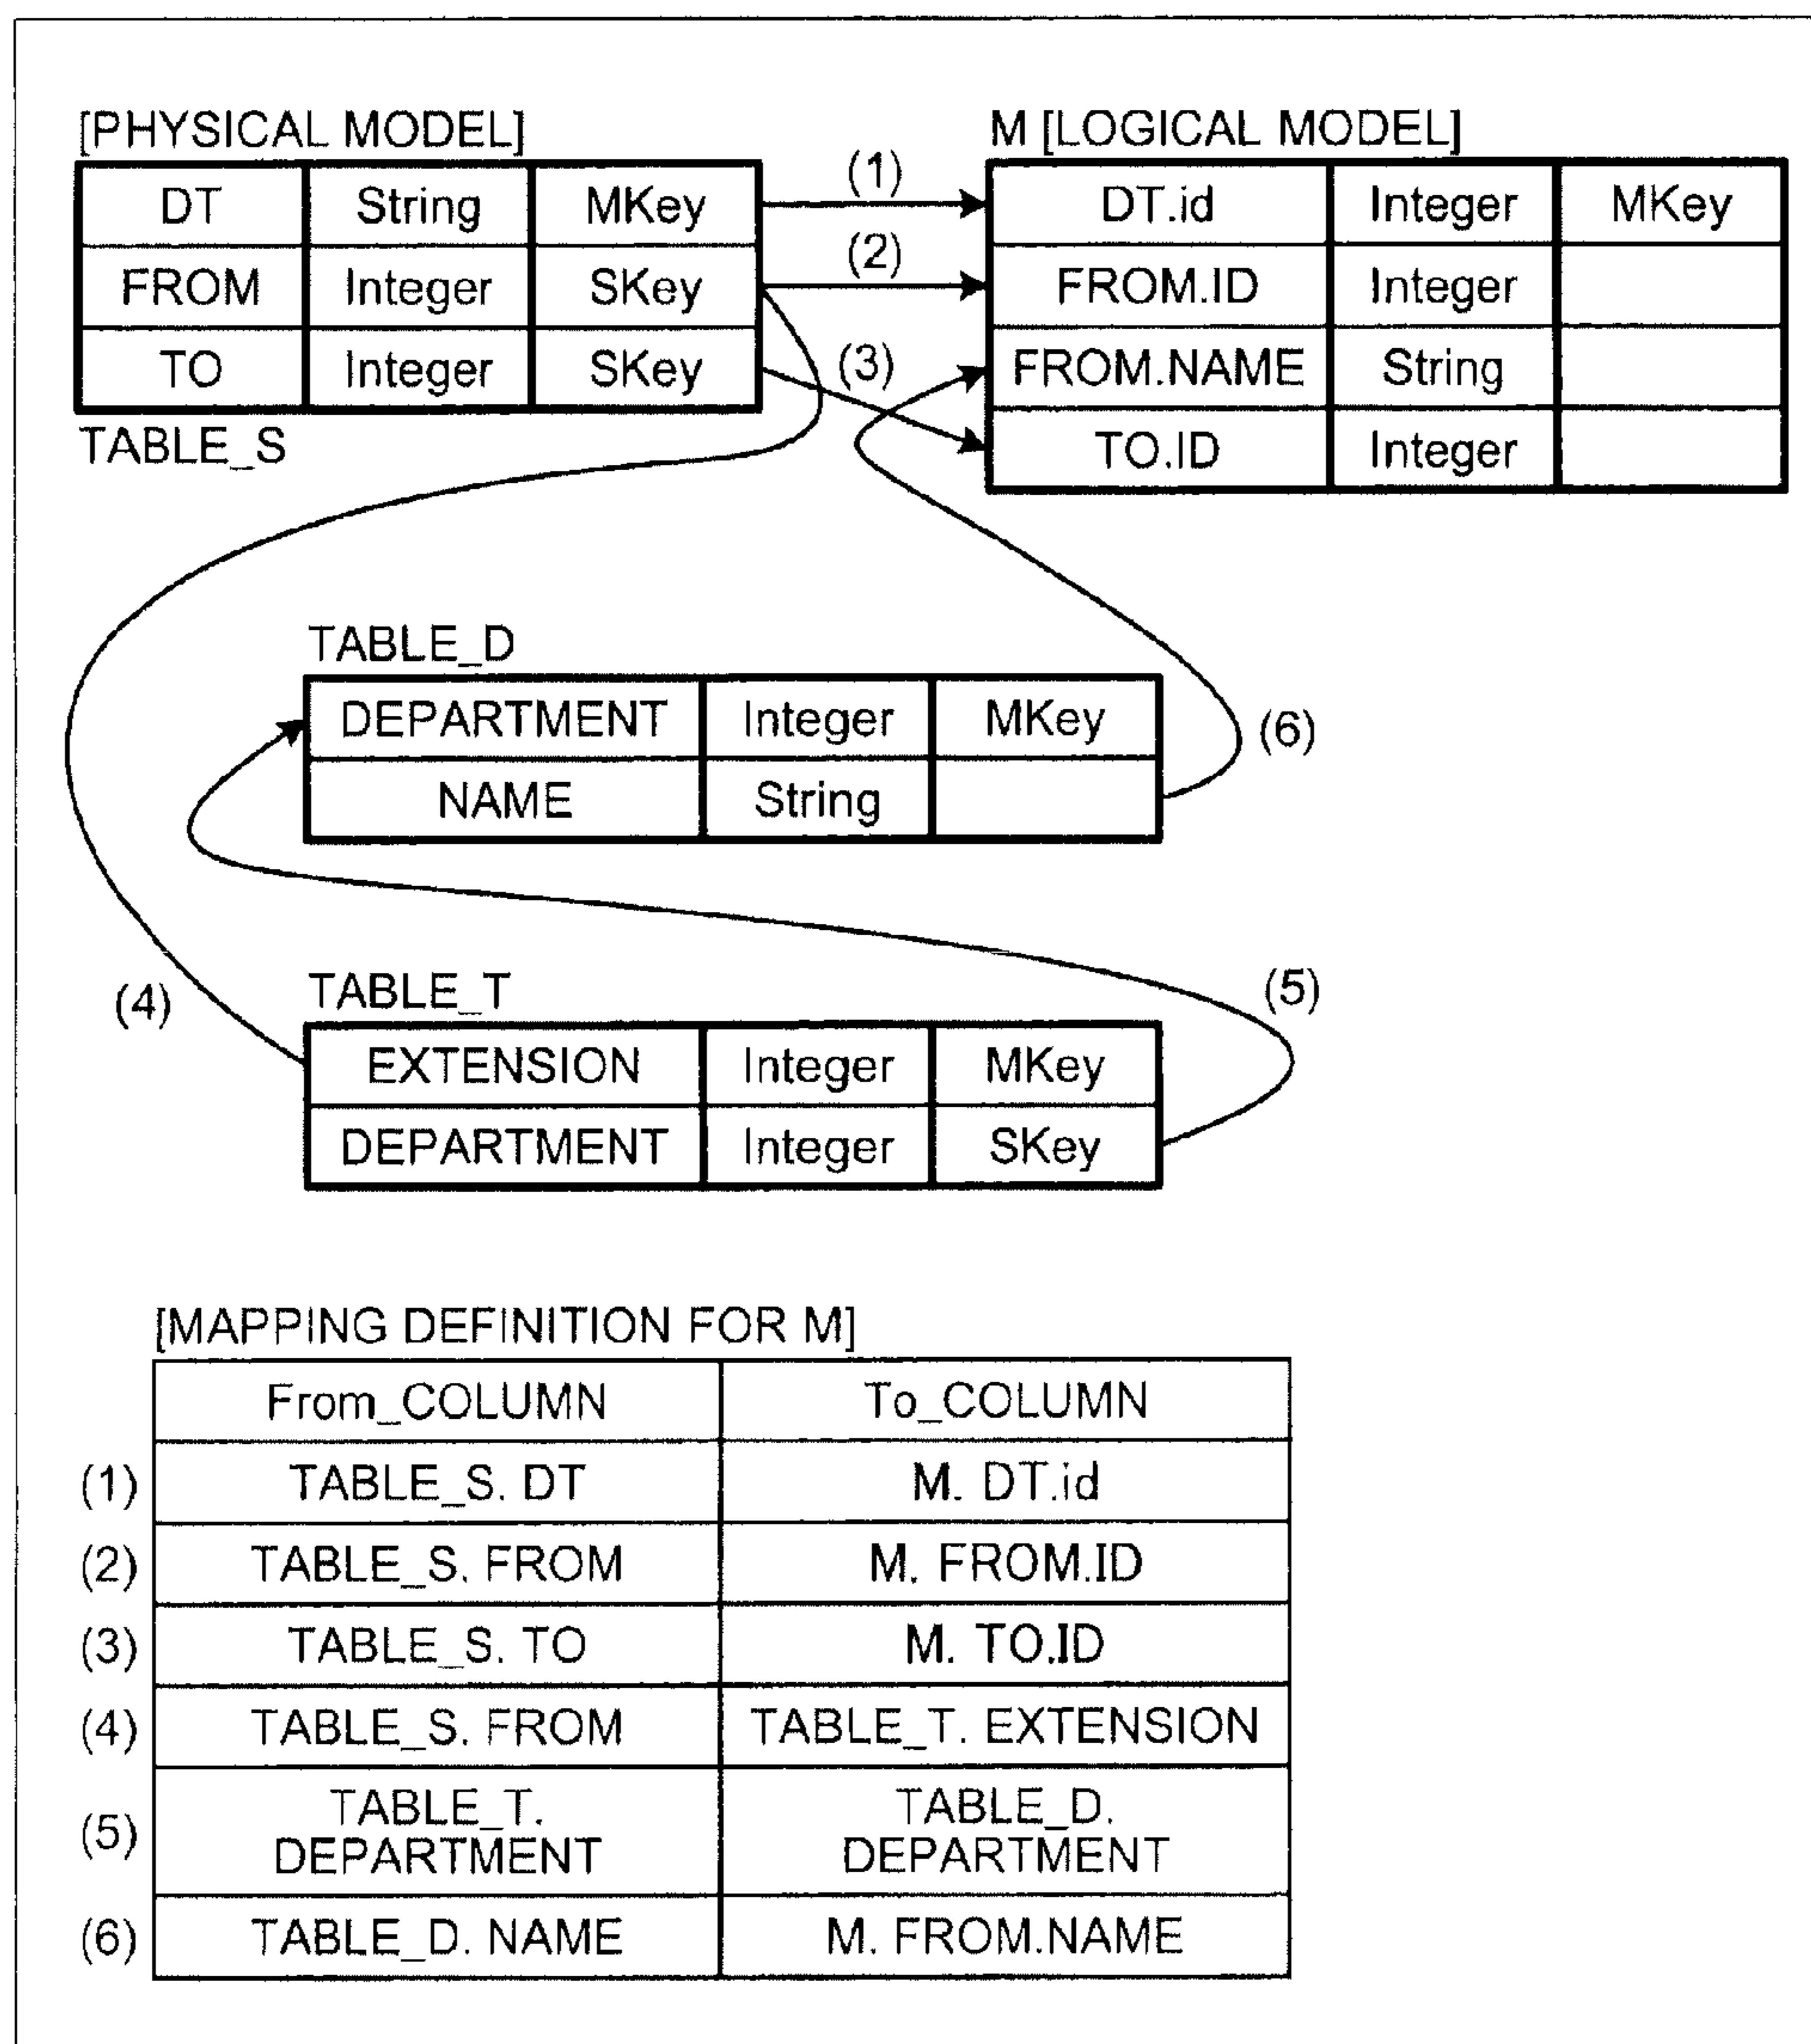 [PHYSICAL MODEL]
M [LOGICAL MODEL]
DT String MKey
(1)
DT.id Integer MKey
FROM Integer SKey
(2)
FROM.ID Integer
TO Integer SKey
(3)
FROM.NAME String
TABLE_S
TO.ID Integer
TABLE_D
DEPARTMENT Integer MKey
(6)
NAME String
(4)
TABLE_T
(5)
EXTENSION Integer MKey
DEPARTMENT Integer SKey
[MAPPING DEFINITION FOR M]
From_COLUMN To_COLUMN
(1) TABLE_S. DT M. DT.id
(2) TABLE_S. FROM M. FROM.ID
(3) TABLE_S. TO M. TO.ID
(4) TABLE_S. FROM TABLE_T. EXTENSION
(5) TABLE_T. DEPARTMENT TABLE_D. DEPARTMENT
(6) TABLE_D. NAME M. FROM.NAME